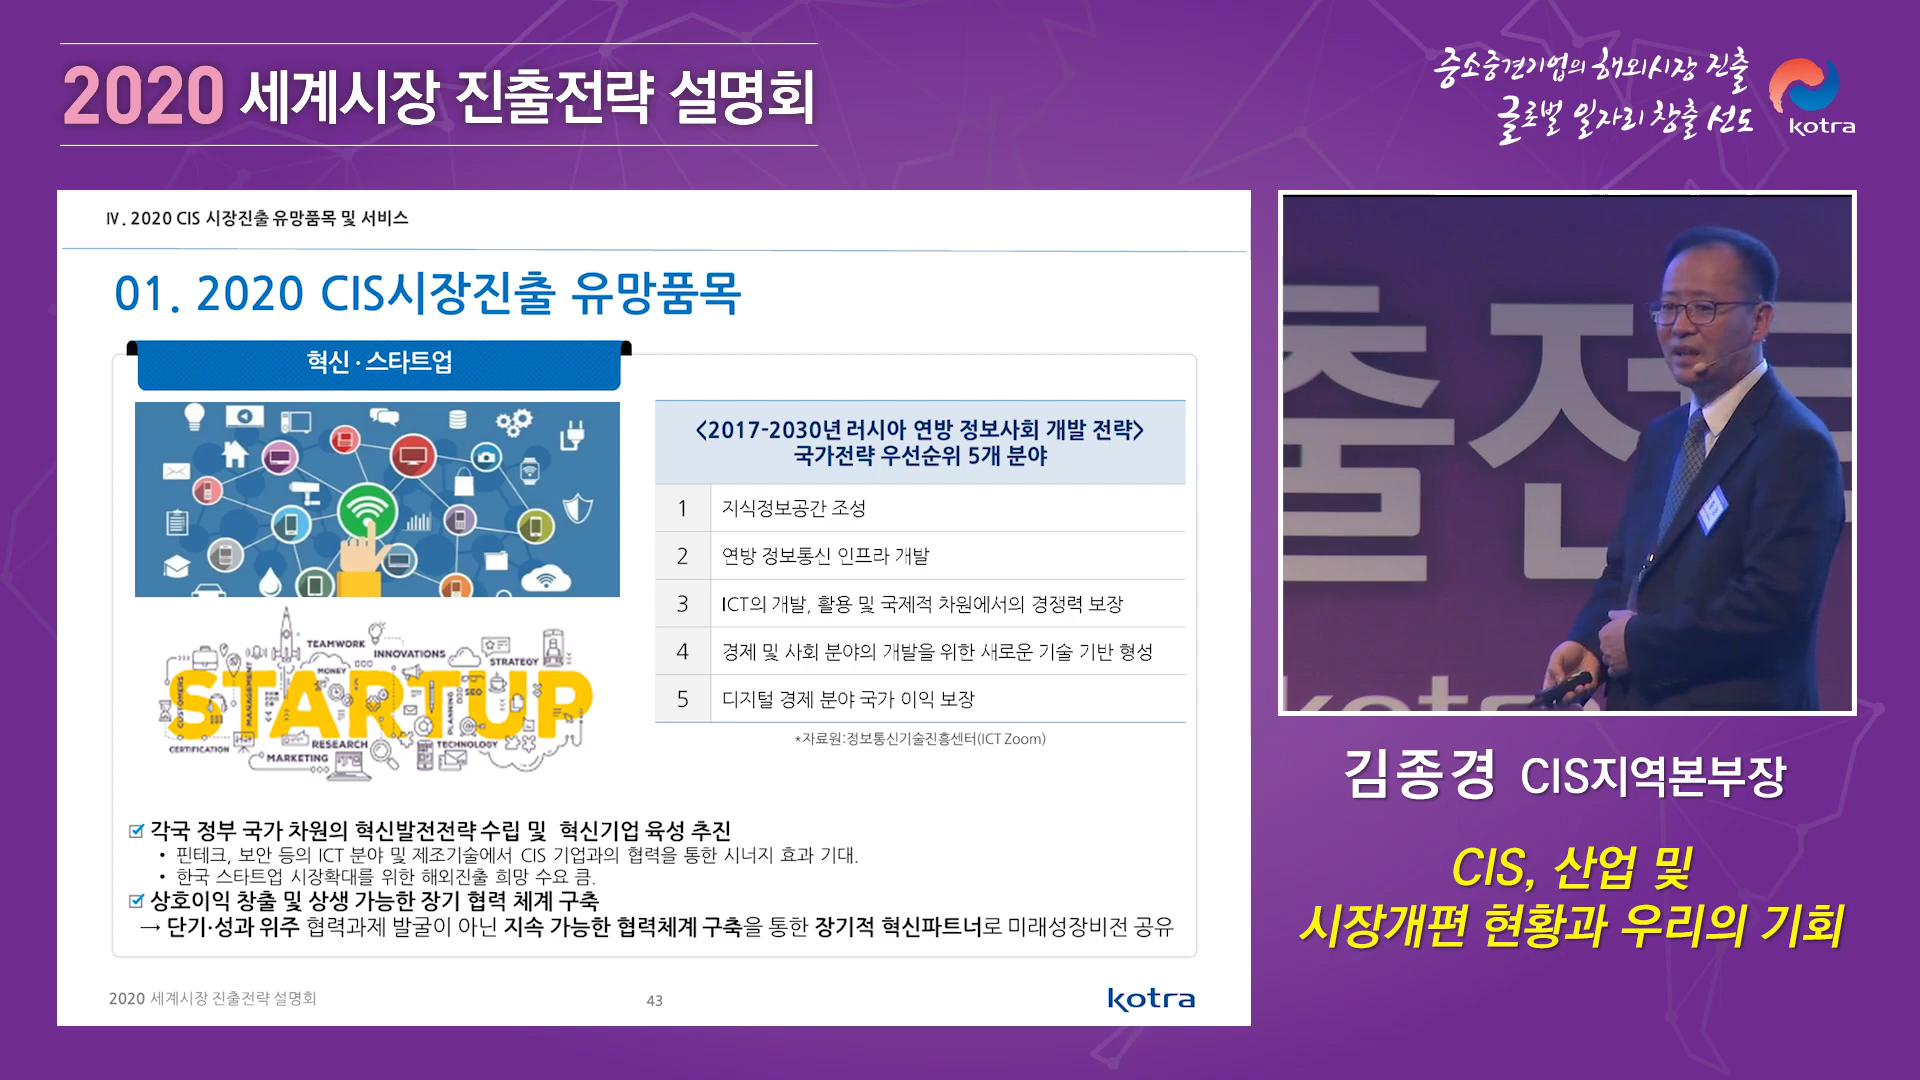 2020 세계시장 진출전략 설명회
중소중견기업의 해외시장 진출
글로벌 일자리 창출 선도
kotra
Ⅳ. 2020 CIS 시장진출 유망품목 및 서비스
01. 2020 CIS시장진출 유망품목
혁신 · 스타트업
TEAMWORK
INNOVATIONS
STRATEGY
MONEY
SEO
CUSTOMERS
MANAGEMENT
PLANNING
STARTUP
CERTIFICATION
RESEARCH
TECHNOLOGY
MARKETING
<2017-2030년 러시아 연방 정보사회 개발 전략>
국가전략 우선순위 5개 분야
1 지식정보공간 조성
2 연방 정보통신 인프라 개발
3 ICT의 개발, 활용 및 국제적 차원에서의 경쟁력 보장
4 경제 및 사회 분야의 개발을 위한 새로운 기술 기반 형성
5 디지털 경제 분야 국가 이익 보장
*자료원:정보통신기술진흥센터(ICT Zoom)
각국 정부 국가 차원의 혁신발전전략 수립 및 혁신기업 육성 추진
• 핀테크, 보안 등의 ICT 분야 및 제조기술에서 CIS 기업과의 협력을 통한 시너지 효과 기대.
• 한국 스타트업 시장확대를 위한 해외진출 희망 수요 큼.
상호이익 창출 및 상생 가능한 장기 협력 체계 구축
→ 단기·성과 위주 협력과제 발굴이 아닌 지속 가능한 협력체계 구축을 통한 장기적 혁신파트너로 미래성장비전 공유
2020 세계시장 진출전략 설명회
43
kotra
출전
kotra
김종경 CIS지역본부장
CIS, 산업 및
시장개편 현황과 우리의 기회